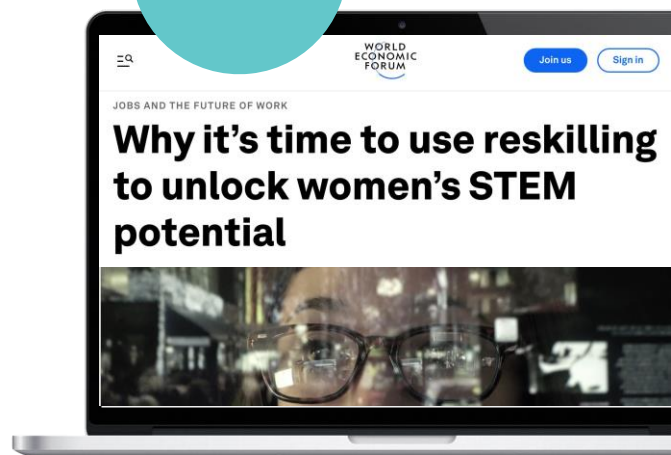 WORLD
ECONOMIC
FORUM
Join us
Sign in
JOBS AND THE FUTURE OF WORK
Why it’s time to use reskilling
to unlock women’s STEM
potential